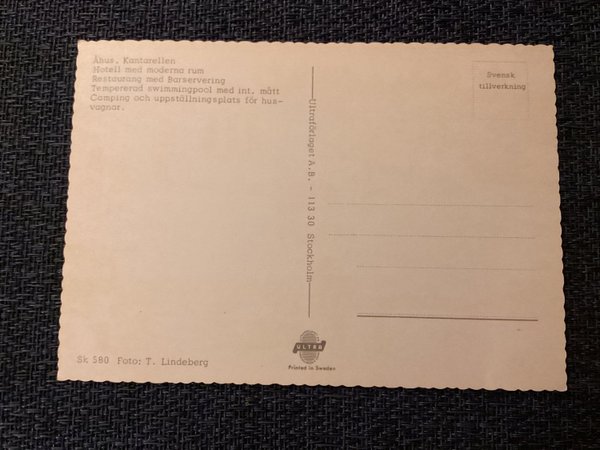 Åhus. Kantarellen
Hotell med moderna rum
Restaurang med Barservering
Tempererad swimmingpool med int. mått
Camping och uppställningsplats för hus-
vagnar.
Svensk
tillverkning
Ultraförlaget A.B. - 113 30 Stockholm
Sk 580 Foto: T. Lindeberg
ULTRA
Printed in Sweden